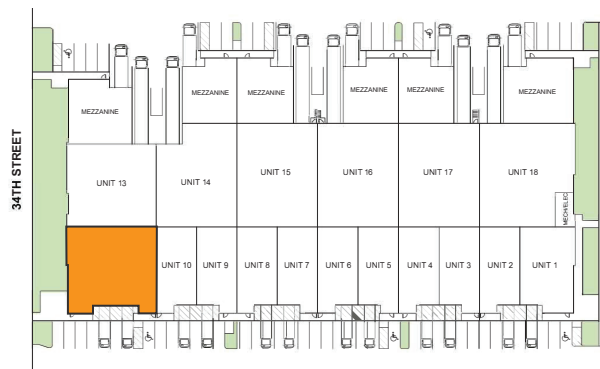 34TH STREET
MEZZANINE
MEZZANINE
MEZZANINE
MEZZANINE
MEZZANINE
MEZZANINE
UNIT 13
UNIT 14
UNIT 15
UNIT 16
UNIT 17
UNIT 18
MECH/ELEC
UNIT 10
UNIT 9
UNIT 8
UNIT 7
UNIT 6
UNIT 5
UNIT 4
UNIT 3
UNIT 2
UNIT 1